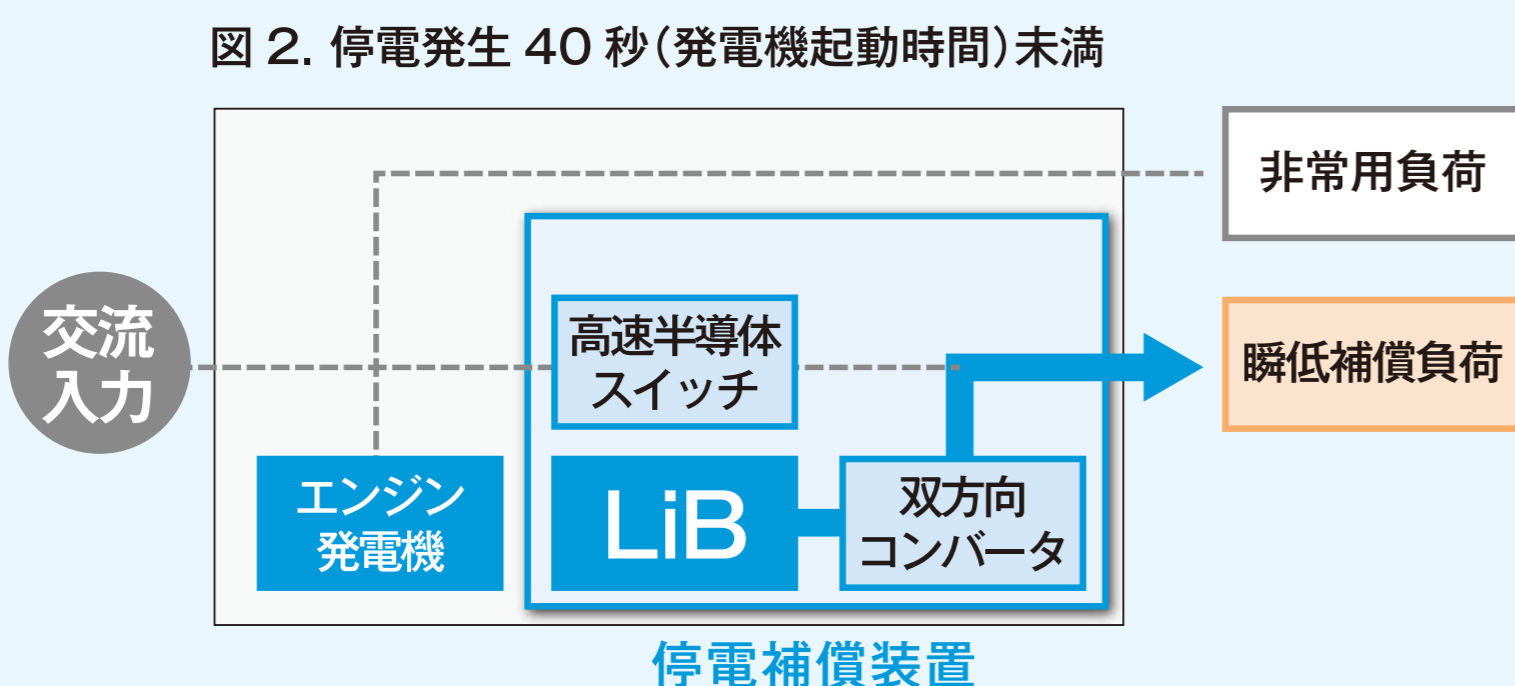 図 2. 停電発生 40 秒(発電機起動時間)未満
非常用負荷
交流
入力
高速半導体
スイッチ
瞬低補償負荷
エンジン
発電機
LiB
双方向
コンバータ
停電補償装置